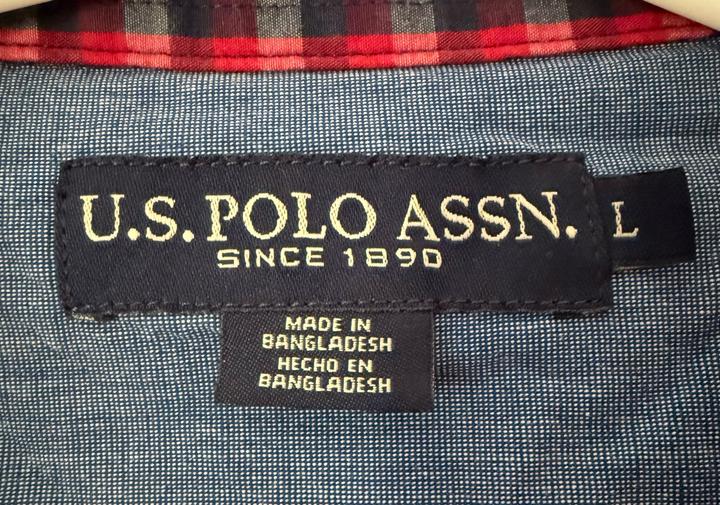 U.S. POLO ASSN.
SINCE 1890
L
MADE IN
BANGLADESH
HECHO EN
BANGLADESH